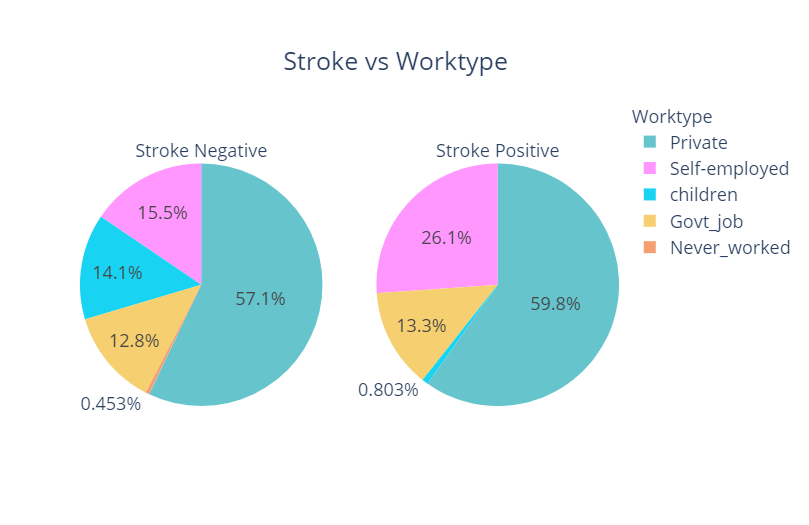 Stroke vs Worktype
Stroke Negative
15.5%
14.1%
57.1%
12.8%
0.453%
Stroke Positive
26.1%
59.8%
13.3%
0.803%
Worktype
Private
Self-employed
children
Govt_job
Never_worked